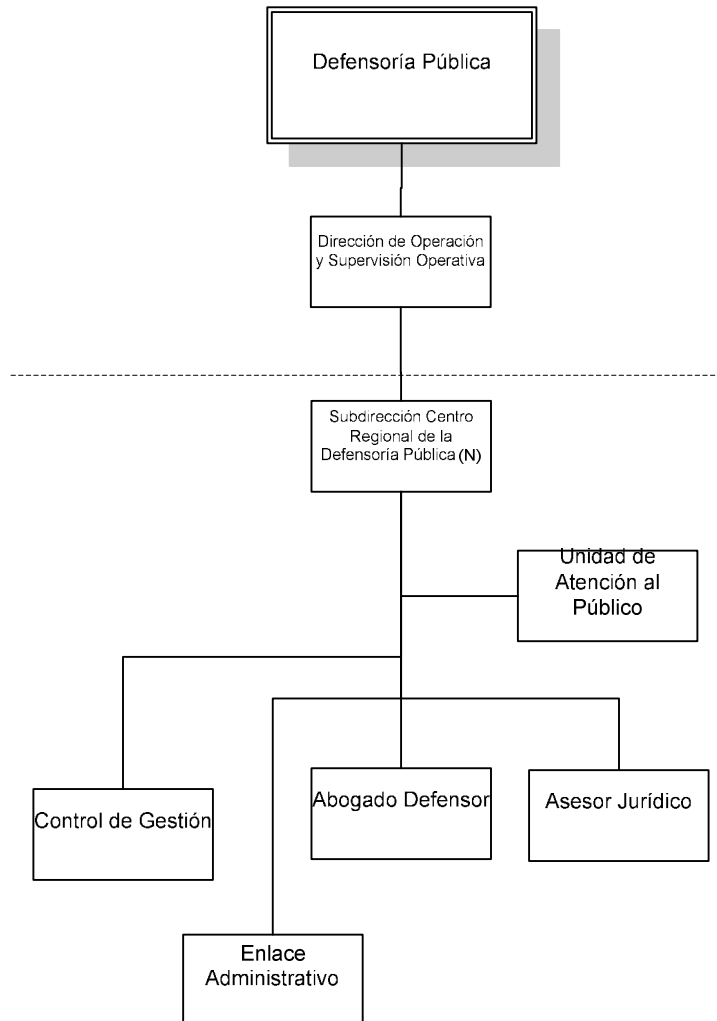 Defensoría Pública
Dirección de Operación
y Supervisión Operativa
Subdirección Centro
Regional de la
Defensoría Pública (N)
Unidad de
Atención al
Público
Control de Gestión
Abogado Defensor
Asesor Jurídico
Enlace
Administrativo